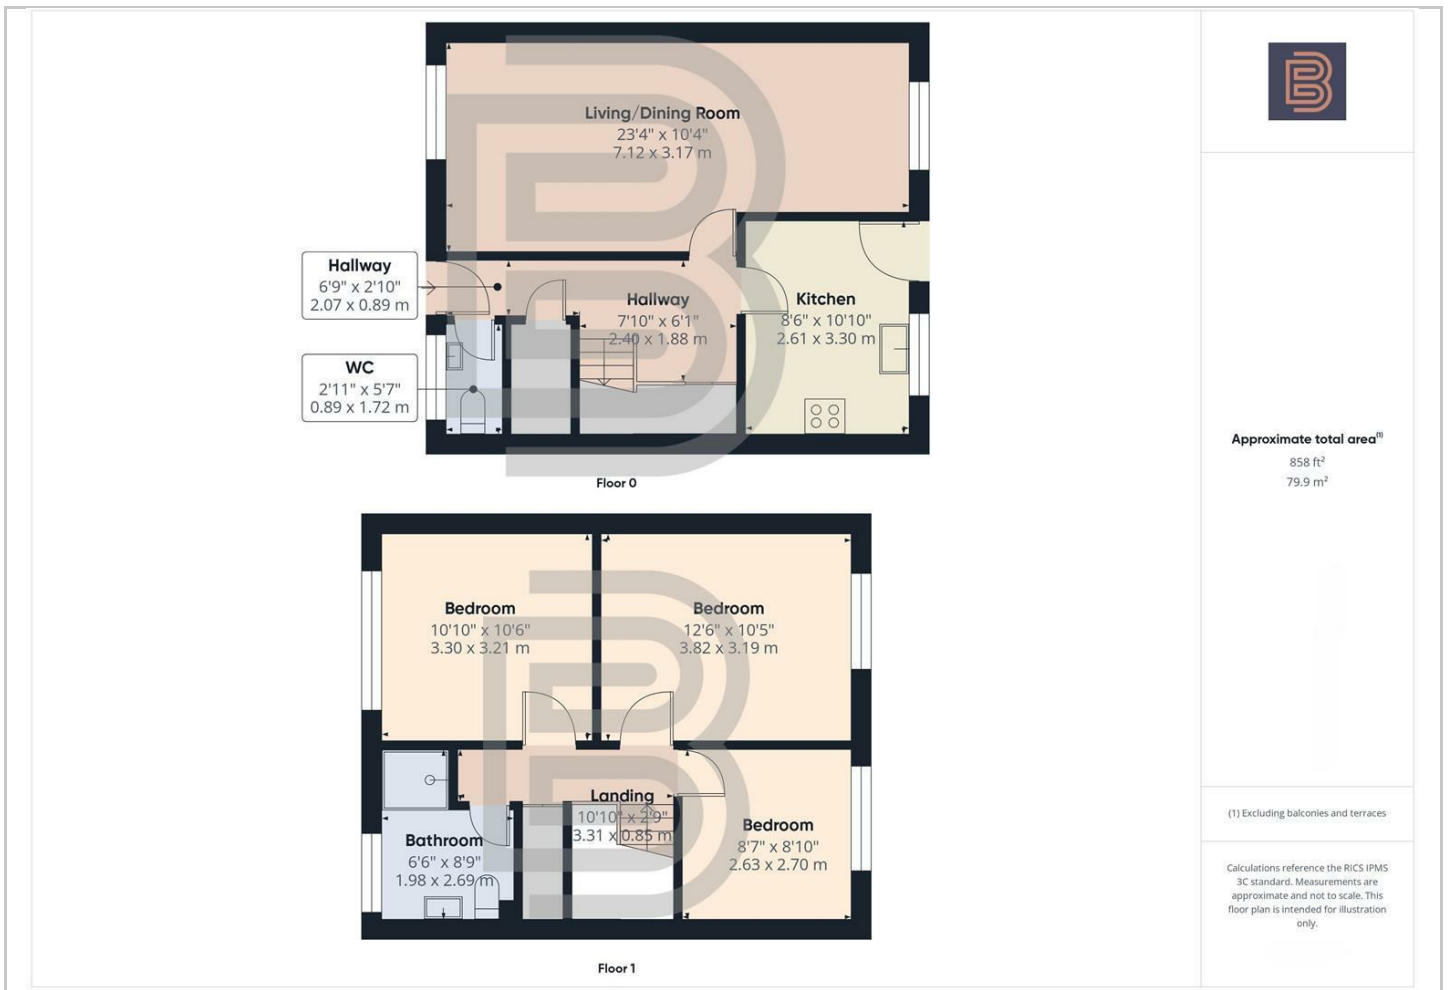 Living/Dining Room
23'4" x 10'4"
7.12 x 3.17 m
Hallway
6'9" x 2'10"
2.07 x 0.89 m
Hallway
7'10" x 6'1"
2.40 x 1.88 m
Kitchen
8'6" x 10'10"
2.61 x 3.30 m
WC
2'11" x 5'7"
0.89 x 1.72 m
Floor 0
Bedroom
10'10" x 10'6"
3.30 x 3.21 m
Bedroom
12'6" x 10'5"
3.82 x 3.19 m
Landing
10'10" x 2'9"
3.31 x 0.85 m
Bathroom
6'6" x 8'9"
1.98 x 2.69 m
Bedroom
8'7" x 8'10"
2.63 x 2.70 m
Floor 1
B
Approximate total area(1)
858 ft²
79.9 m²
(1) Excluding balconies and terraces
Calculations reference the RICS IPMS
3C standard. Measurements are
approximate and not to scale. This
floor plan is intended for illustration
only.